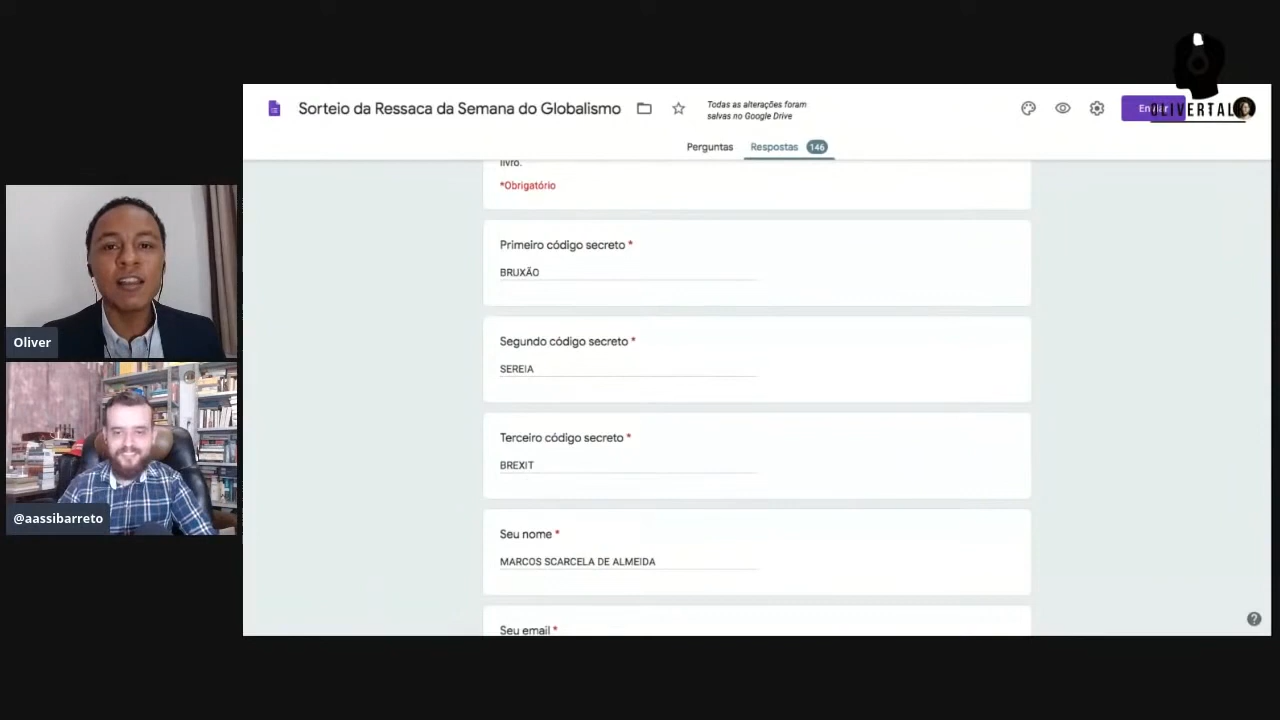 Sorteio da Ressaca da Semana do Globalismo
Todas as alterações foram
salvas no Google Drive
OLIVERTAL
Perguntas
Respostas
146
livro.
*Obrigatório
Primeiro código secreto *
BRUXÃO
Segundo código secreto *
SEREIA
Terceiro código secreto *
BREXIT
Seu nome *
MARCOS SCARCELA DE ALMEIDA
Seu email *
Oliver
@aassibarreto